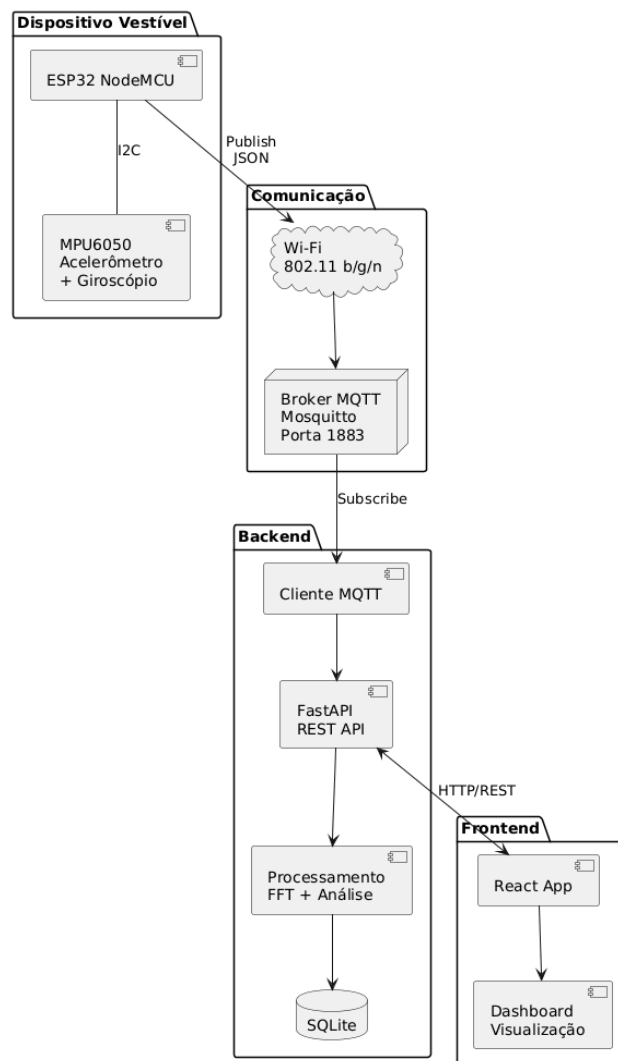 Dispositivo Vestível
ESP32 NodeMCU
I2C
Publish
JSON
MPU6050
Acelerômetro
+ Giroscópio
Comunicação
Wi-Fi
802.11 b/g/n
Broker MQTT
Mosquitto
Porta 1883
Subscribe
Backend
Cliente MQTT
FastAPI
REST API
HTTP/REST
Processamento
FFT + Análise
SQLite
Frontend
React App
Dashboard
Visualização